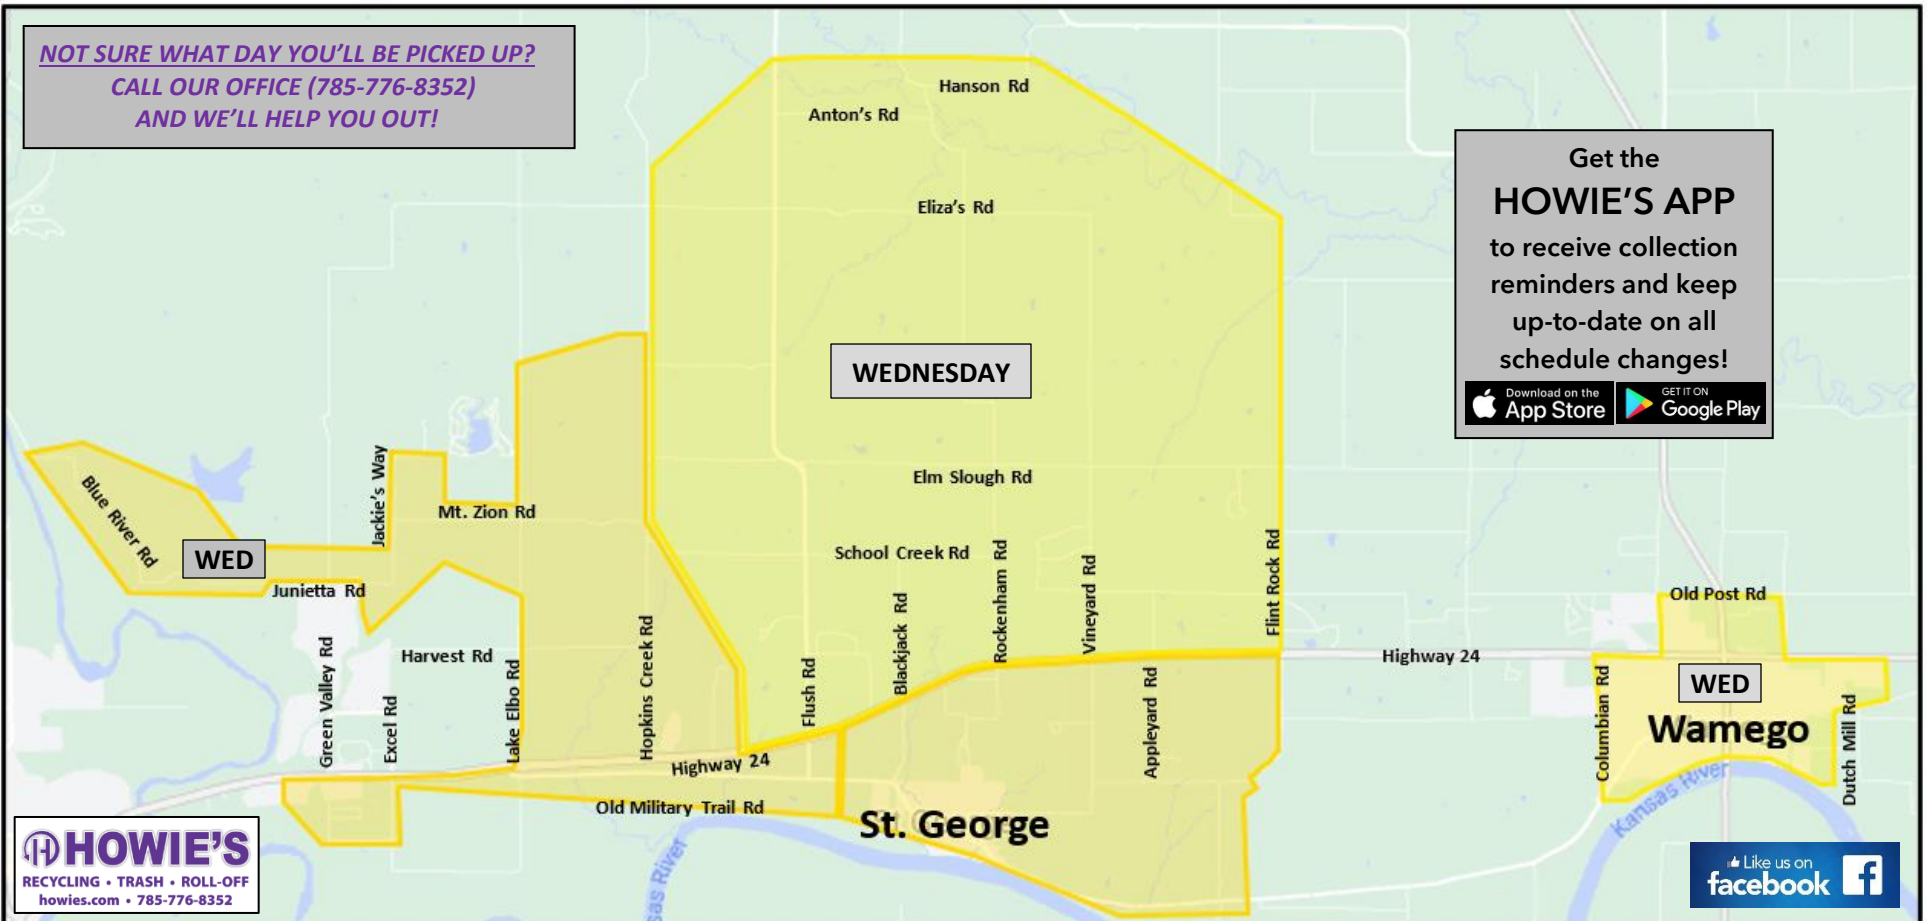 NOT SURE WHAT DAY YOU'LL BE PICKED UP?
CALL OUR OFFICE (785-776-8352)
AND WE'LL HELP YOU OUT!
Hanson Rd
Anton's Rd
Eliza's Rd
Get the
HOWIE'S APP
to receive collection
reminders and keep
up-to-date on all
schedule changes!
Download on the
App Store
GET IT ON
Google Play
WEDNESDAY
Elm Slough Rd
Blue River Rd
Jackie's Way
Mt. Zion Rd
WED
Junietta Rd
School Creek Rd
Rockenham Rd
Vineyard Rd
Flint Rock Rd
Blackjack Rd
Old Post Rd
Green Valley Rd
Harvest Rd
Excel Rd
Lake Elbo Rd
Hopkins Creek Rd
Flush Rd
Appleyard Rd
Highway 24
Highway 24
Columbian Rd
WED
Wamego
Dutch Mill Rd
Old Military Trail Rd
St. George
Kansas River
sas River
HOWIE'S
RECYCLING • TRASH • ROLL-OFF
howies.com • 785-776-8352
Like us on
facebook